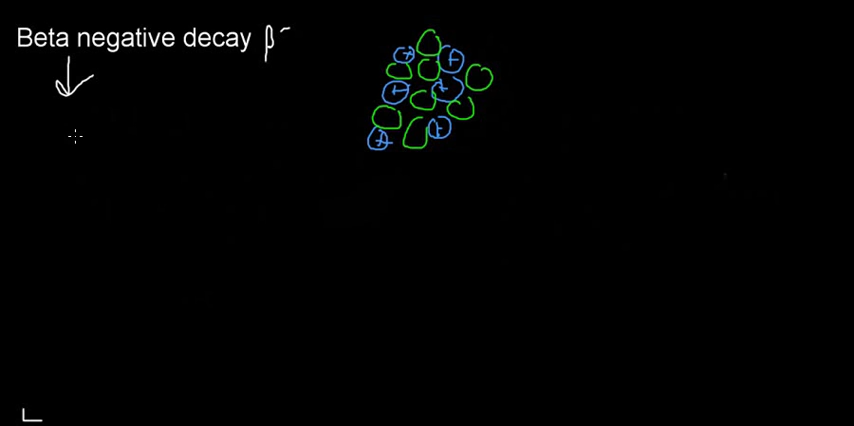 Beta negative decay β⁻
+ +
+ +
+ +